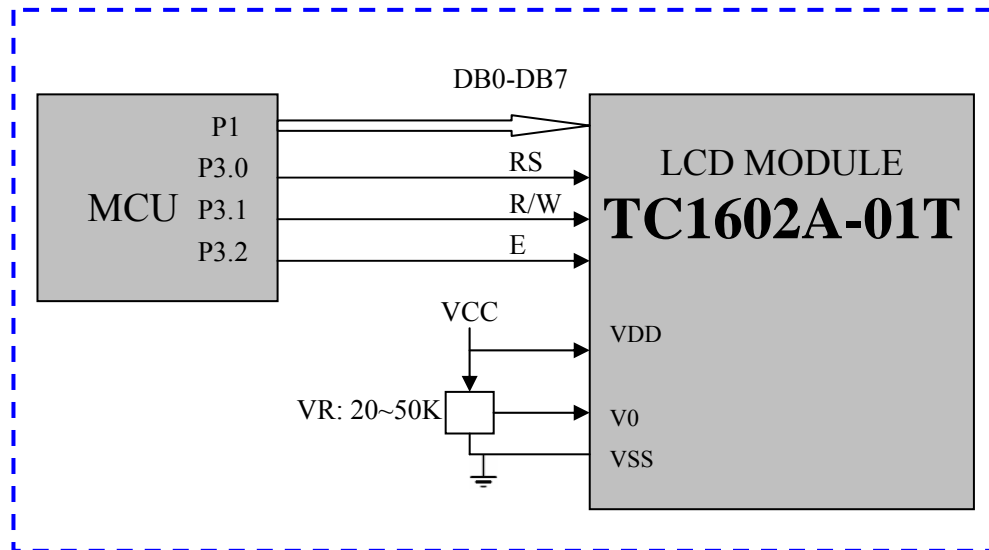 DB0-DB7
P1
P3.0
RS
LCD MODULE
MCU
P3.1
R/W
TC1602A-01T
P3.2
E
VCC
VDD
VR: 20~50K
V0
VSS